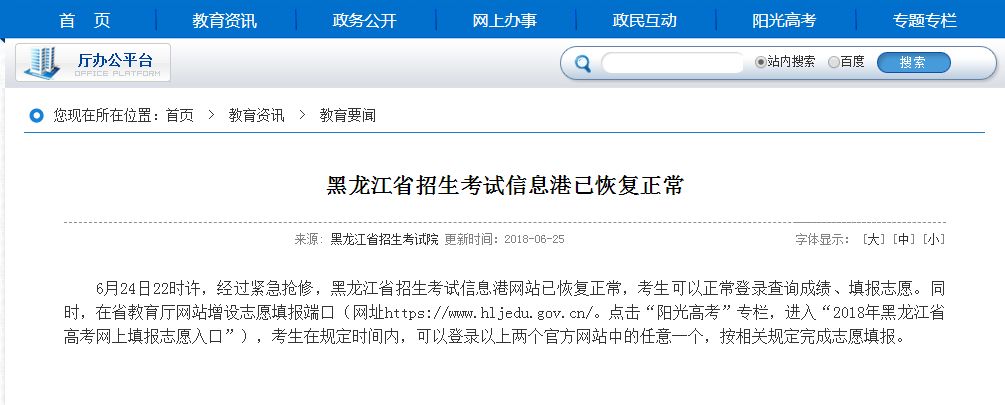 首 页 教育资讯 政务公开 网上办事 政民互动 阳光高考 专题专栏
厅办公平台
OFFICE PLATFORM
站内搜索 百度 搜索
您现在所在位置：首页 > 教育资讯 > 教育要闻
黑龙江省招生考试信息港已恢复正常
来源: 黑龙江省招生考试院 更新时间: 2018-06-25 字体显示: [大] [中] [小]
6月24日22时许，经过紧急抢修，黑龙江省招生考试信息港网站已恢复正常，考生可以正常登录查询成绩、填报志愿。同
时，在省教育厅网站增设志愿填报端口（网址https://www.hljedu.gov.cn/。点击“阳光高考”专栏，进入“2018年黑龙江省
高考网上填报志愿入口”），考生在规定时间内，可以登录以上两个官方网站中的任意一个，按相关规定完成志愿填报。